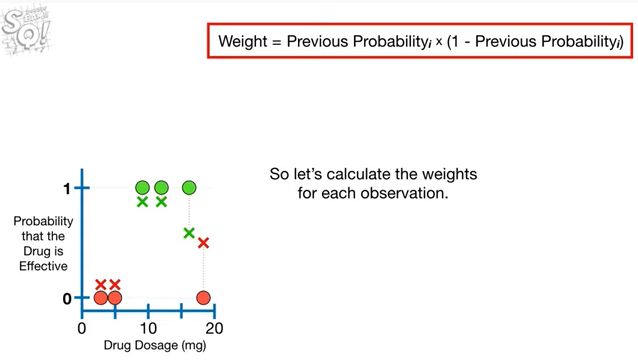 Weight = Previous Probabilityi × (1 - Previous Probabilityi)
So let's calculate the weights
for each observation.
1
Probability
that the
Drug is
Effective
0
0 10 20
Drug Dosage (mg)